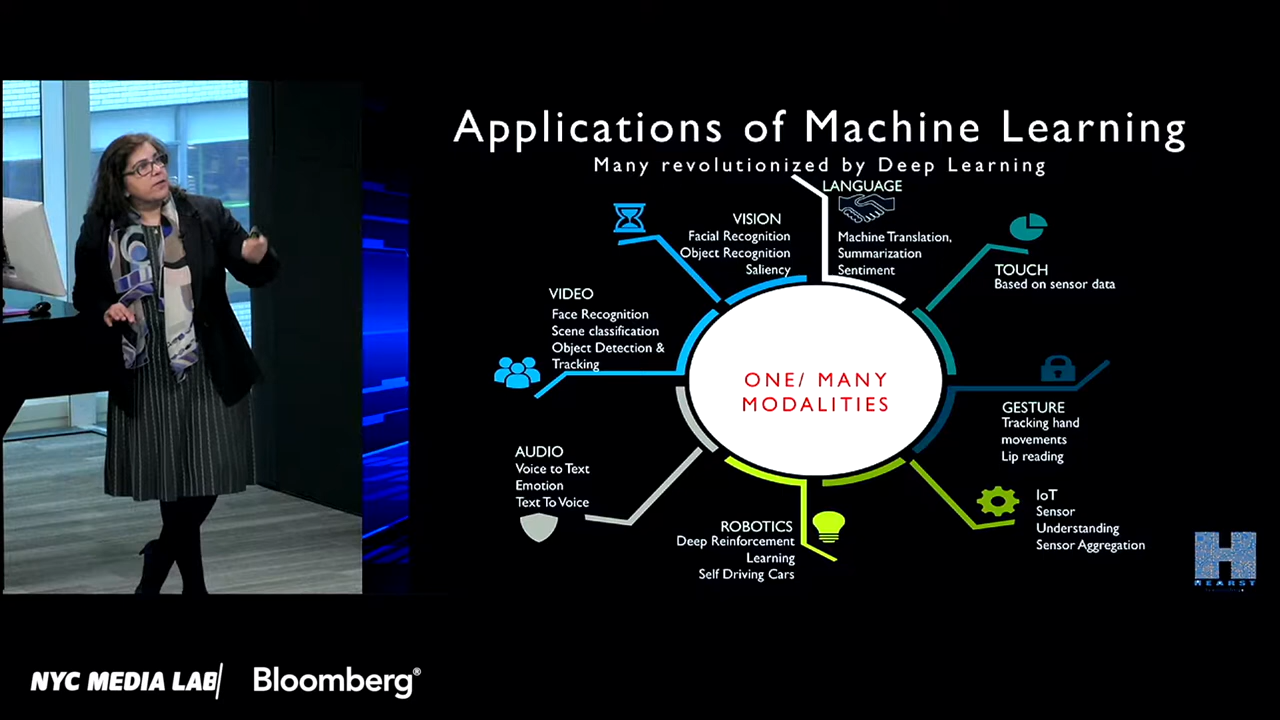 Applications of Machine Learning
Many revolutionized by Deep Learning
LANGUAGE
Machine Translation,
Summarization
Sentiment
VISION
Facial Recognition
Object Recognition
Saliency
TOUCH
Based on sensor data
VIDEO
Face Recognition
Scene classification
Object Detection &
Tracking
ONE/ MANY
MODALITIES
GESTURE
Tracking hand
movements
Lip reading
AUDIO
Voice to Text
Emotion
Text To Voice
IoT
Sensor
Understanding
Sensor Aggregation
ROBOTICS
Deep Reinforcement
Learning
Self Driving Cars
H
HEARST
NYC MEDIA LAB
Bloomberg®